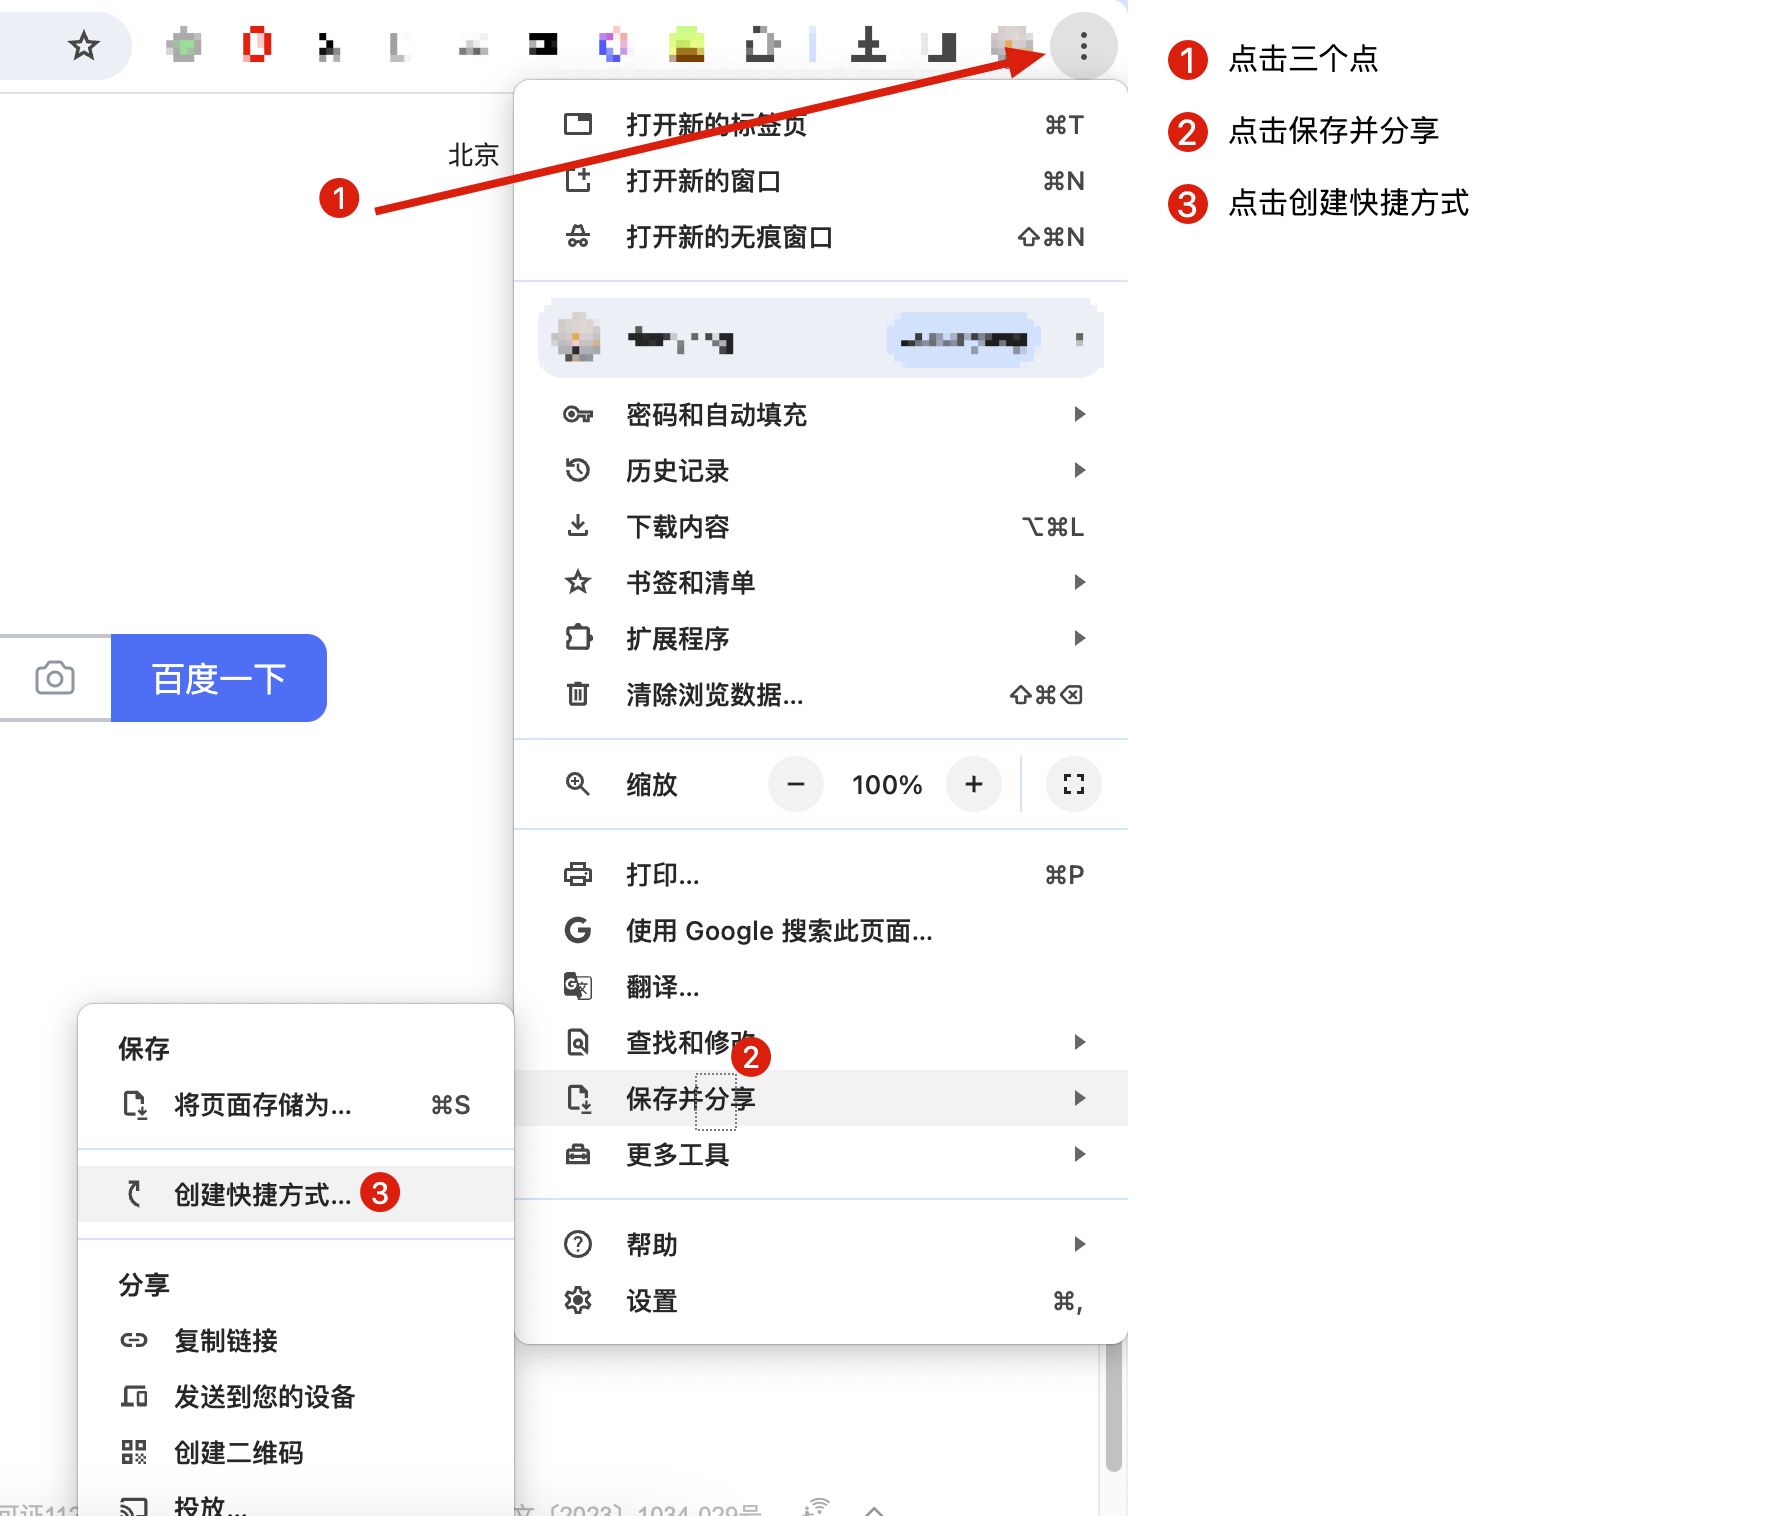 1 点击三个点
2 点击保存并分享
3 点击创建快捷方式
北京
1
打开新的标签页 ⌘T
打开新的窗口 ⌘N
打开新的无痕窗口 ⇧⌘N
密码和自动填充
历史记录
下载内容 ⌥⌘L
书签和清单
扩展程序
清除浏览数据... ⇧⌘⌫
百度一下
缩放 − 100% +
打印... ⌘P
使用 Google 搜索此页面...
翻译...
查找和修改
2
保存并分享
更多工具
帮助
设置 ⌘,
保存
将页面存储为... ⌘S
创建快捷方式... 3
分享
复制链接
发送到您的设备
创建二维码
投放...
文〔2023〕1034-029号